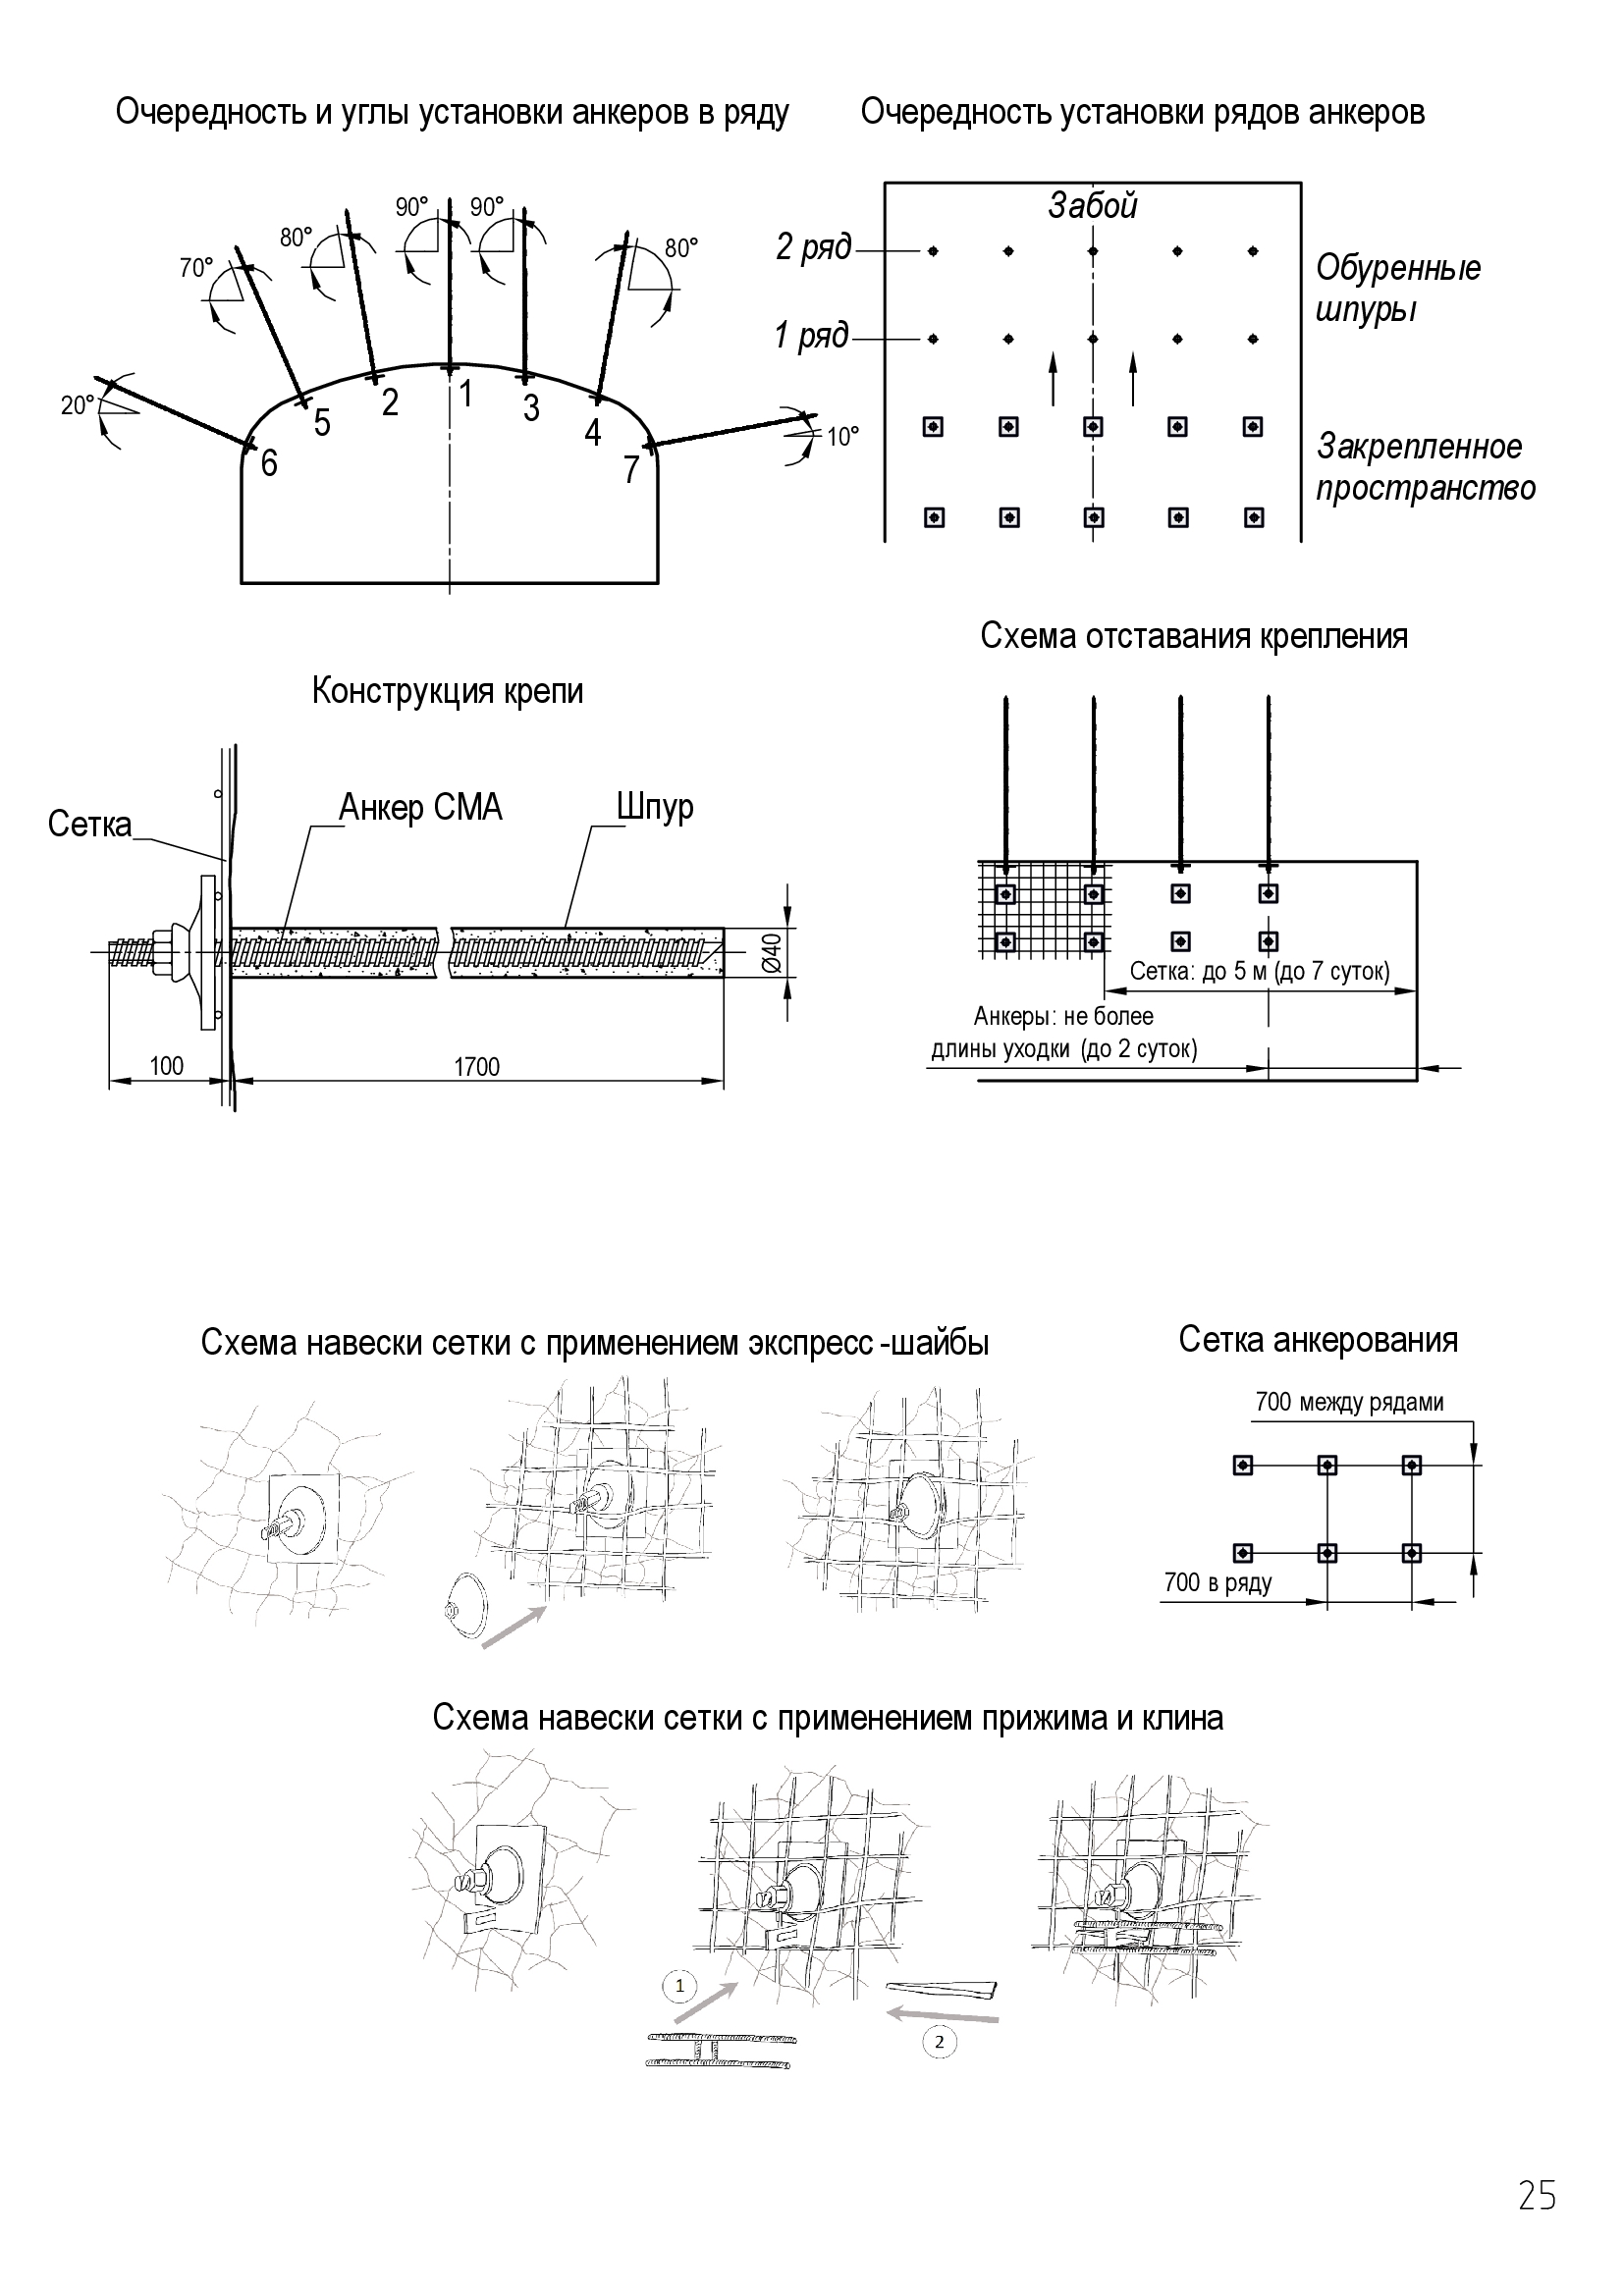 Очередность и углы установки анкеров в ряду
90°
90°
80°
80°
70°
20°
10°
1
2
3
4
5
6
7
Очередность установки рядов анкеров
Забой
2 ряд
Обуренные
шпуры
1 ряд
Закрепленное
пространство
Конструкция крепи
Сетка
Анкер СМА
Шпур
Ø40
100
1700
Схема отставания крепления
Сетка: до 5 м (до 7 суток)
Анкеры: не более
длины уходки (до 2 суток)
Схема навески сетки с применением экспресс-шайбы
Сетка анкерования
700 между рядами
700 в ряду
Схема навески сетки с применением прижима и клина
1
2
25